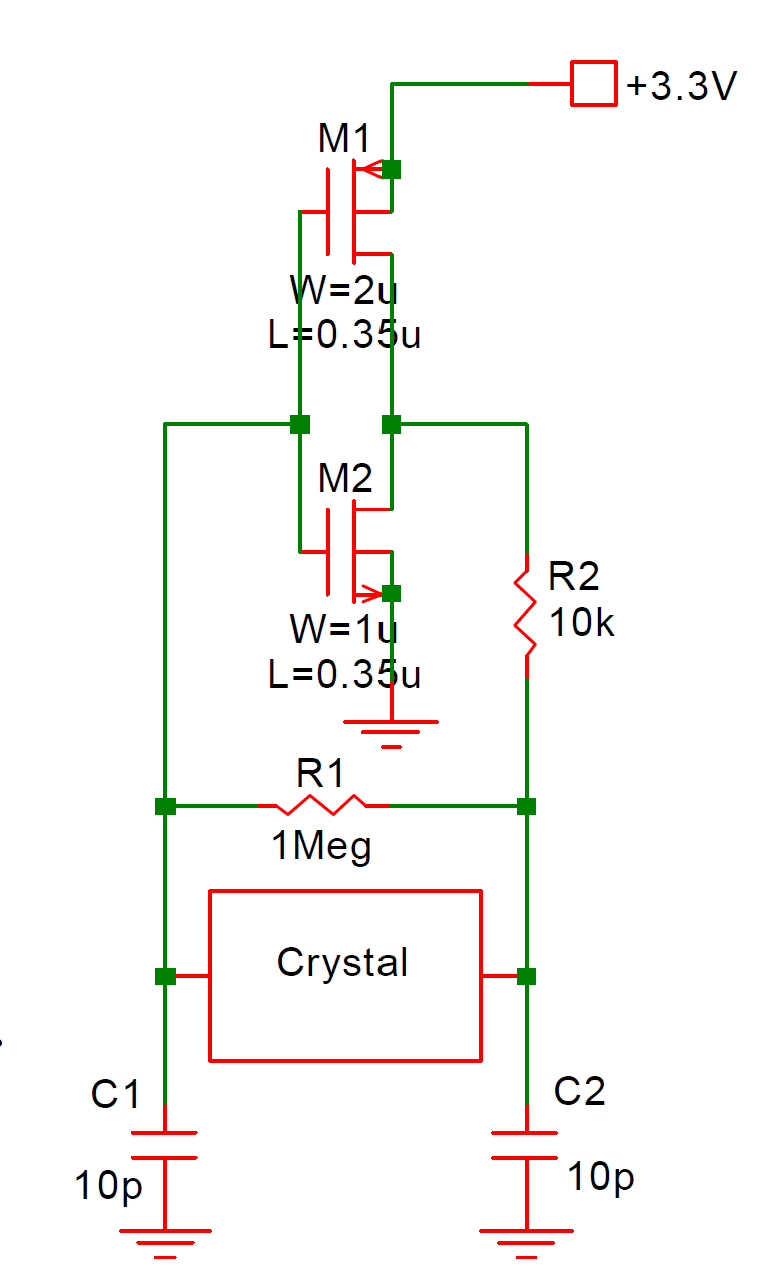 +3.3V
M1
W=2u
L=0.35u
M2
R2
10k
W=1u
L=0.35u
R1
1Meg
Crystal
C1
C2
10p
10p